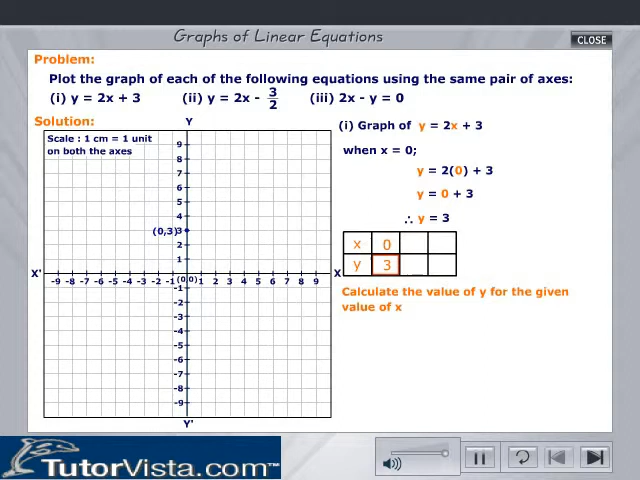 Graphs of Linear Equations
CLOSE
Problem:
Plot the graph of each of the following equations using the same pair of axes:
(i) y = 2x + 3 (ii) y = 2x - 3/2 (iii) 2x - y = 0
Solution:
Y
Scale : 1 cm = 1 unit
on both the axes
(i) Graph of y = 2x + 3
when x = 0;
y = 2(0) + 3
y = 0 + 3
∴ y = 3
x 0
y 3
Calculate the value of y for the given
value of x
9
8
7
6
5
4
(0,3) 3
2
1
X' X
-9 -8 -7 -6 -5 -4 -3 -2 -1 (0,0) 1 2 3 4 5 6 7 8 9
-1
-2
-3
-4
-5
-6
-7
-8
-9
Y'
TutorVista.com™